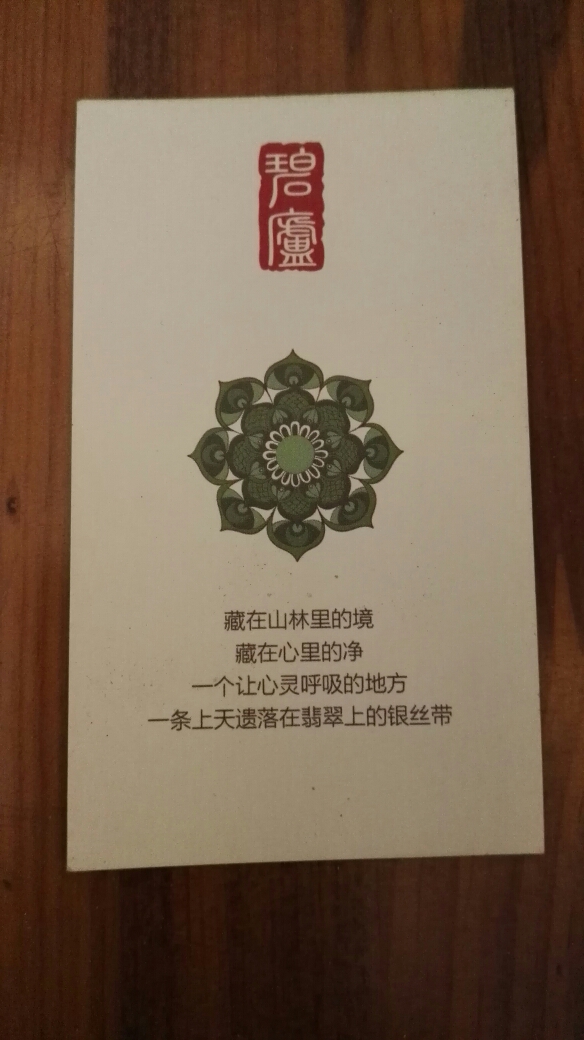 碧廬
藏在山林里的境
藏在心里的净
一个让心灵呼吸的地方
一条上天遗落在翡翠上的银丝带